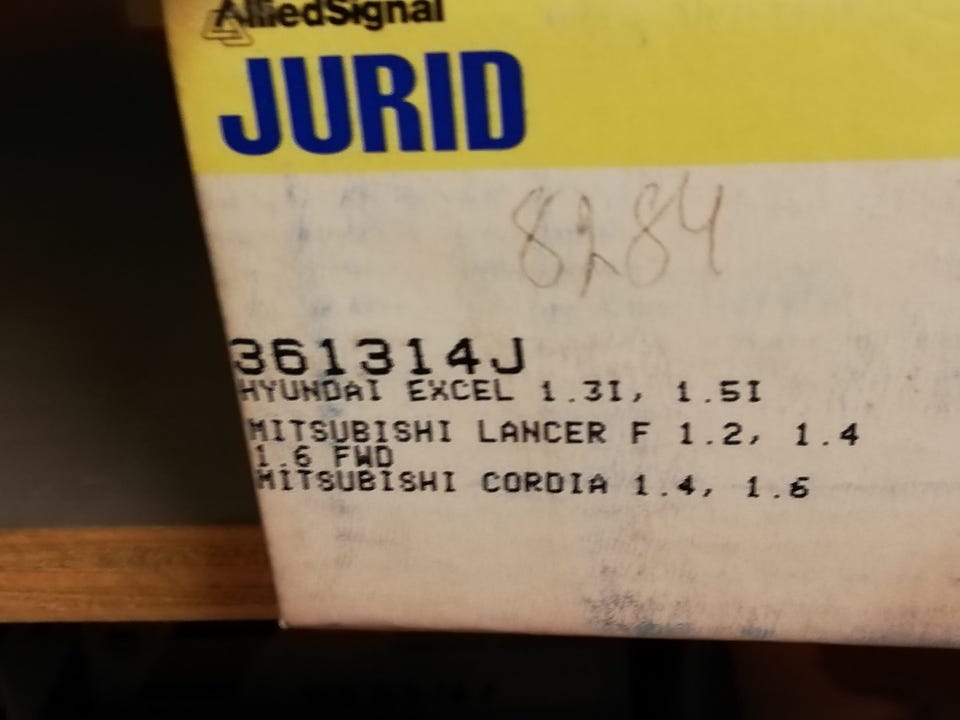 AlliedSignal
JURID
8284
361314J
HYUNDAI EXCEL 1.3I, 1.5I
MITSUBISHI LANCER F 1.2, 1.4
1.6 FWD
MITSUBISHI CORDIA 1.4, 1.6